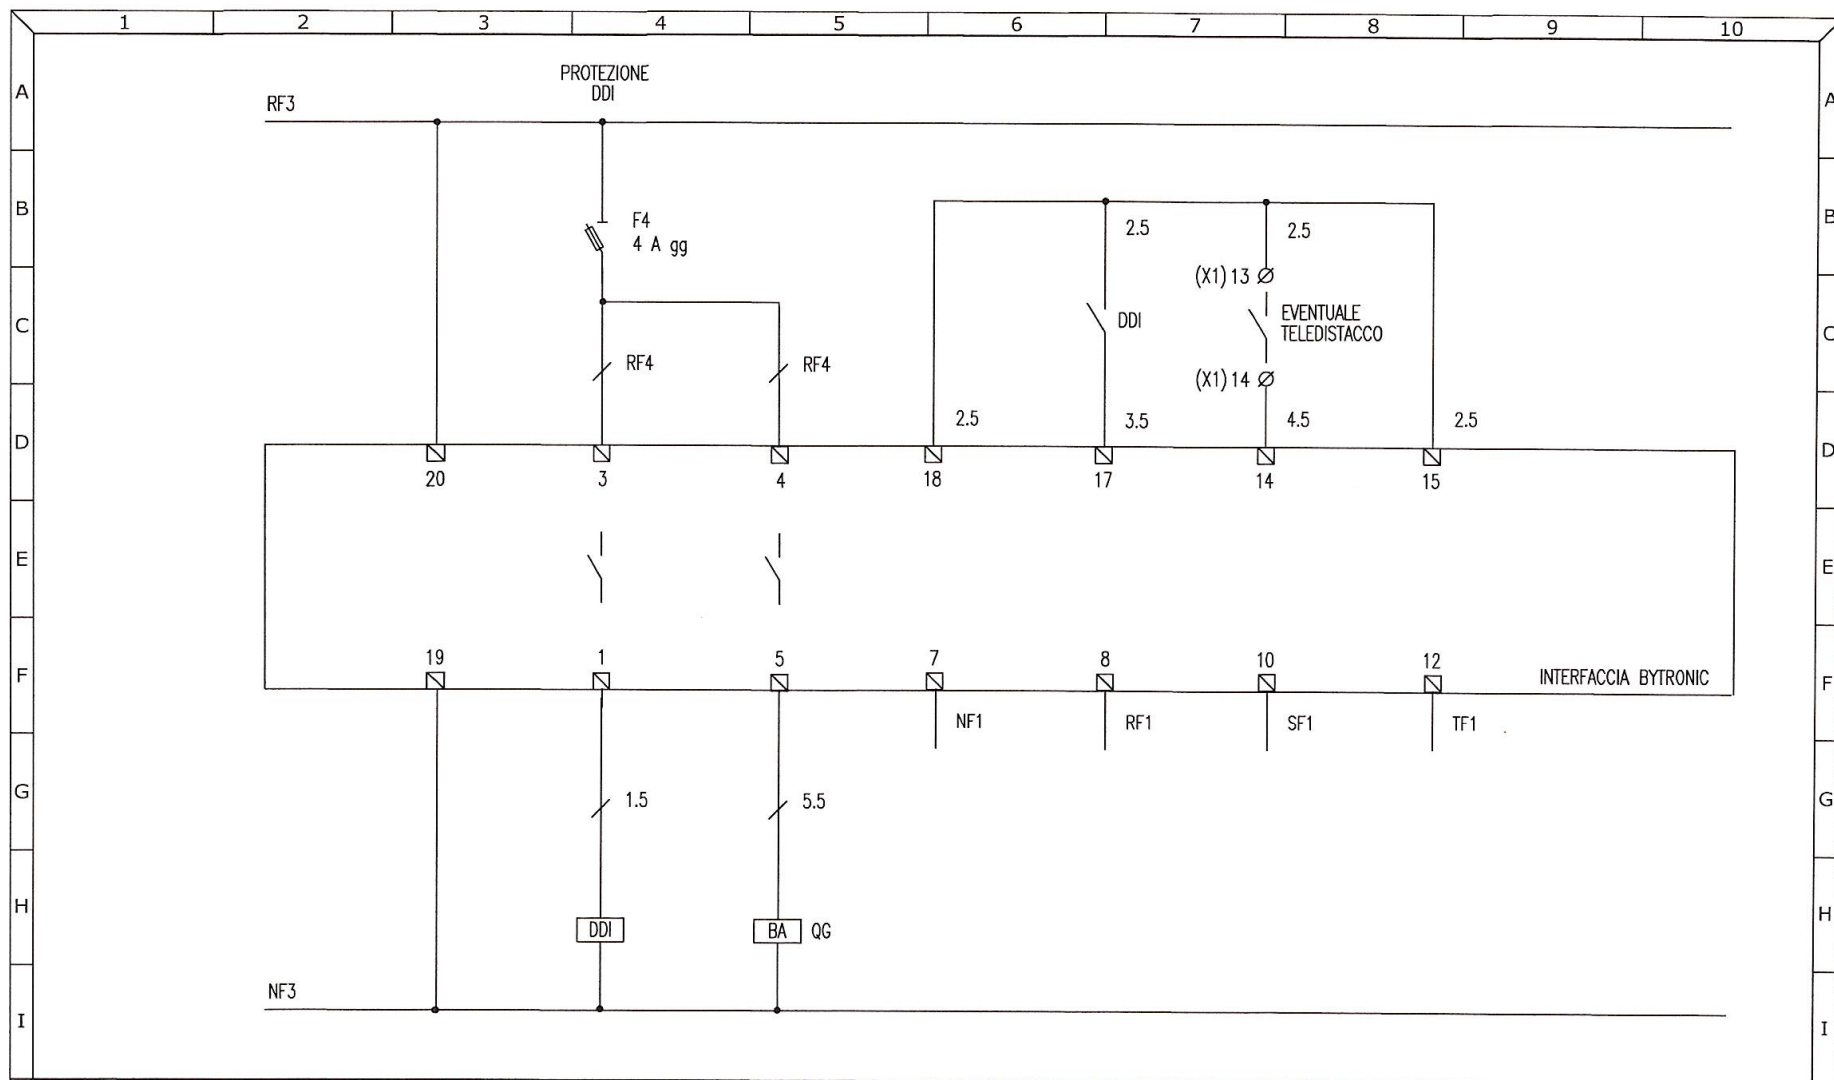 1 2 3 4 5 6 7 8 9 10
PROTEZIONE
DDI
A A
RF3
B B
F4
4 A gg
2.5 2.5
(X1) 13
C C
DDI
EVENTUALE
TELEDISTACCO
RF4 RF4
(X1) 14
2.5 3.5 4.5 2.5
D D
20 3 4 18 17 14 15
E E
19 1 5 7 8 10 12
F F
INTERFACCIA BYTRONIC
NF1 RF1 SF1 TF1
G G
1.5 5.5
H H
DDI BA QG
NF3
I I